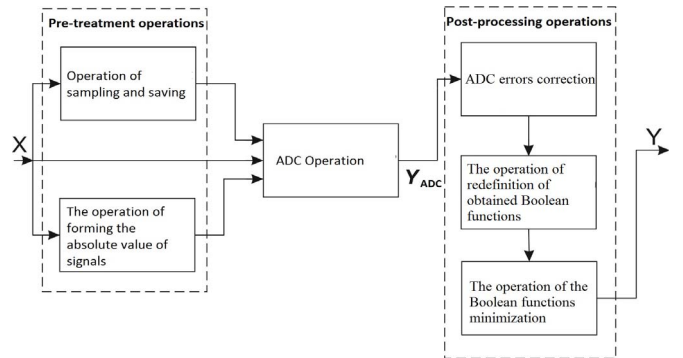 Pre-treatment operations
Operation of
sampling and saving
X
The operation of
forming the
absolute value of
signals
ADC Operation
Y ADC
Post-processing operations
ADC errors correction
The operation of
redefinition of
obtained Boolean
functions
The operation of the
Boolean functions
minimization
Y